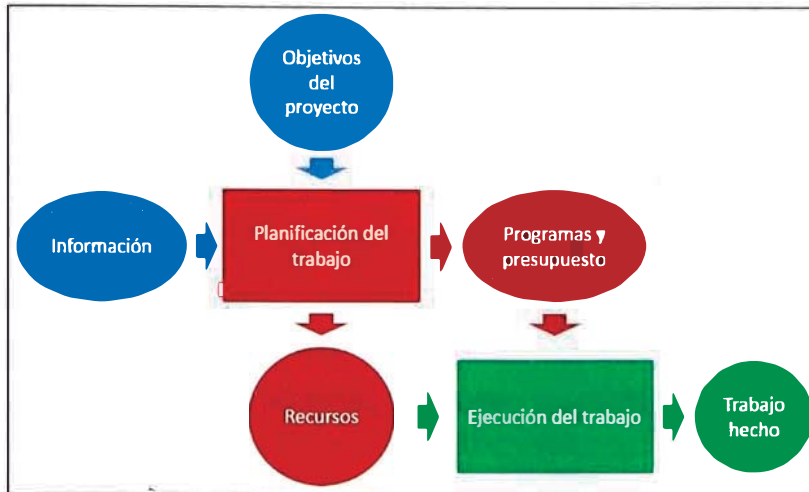 Objetivos
del
proyecto
Información
Planificación del
trabajo
Programas y
presupuesto
Recursos
Ejecución del trabajo
Trabajo
hecho